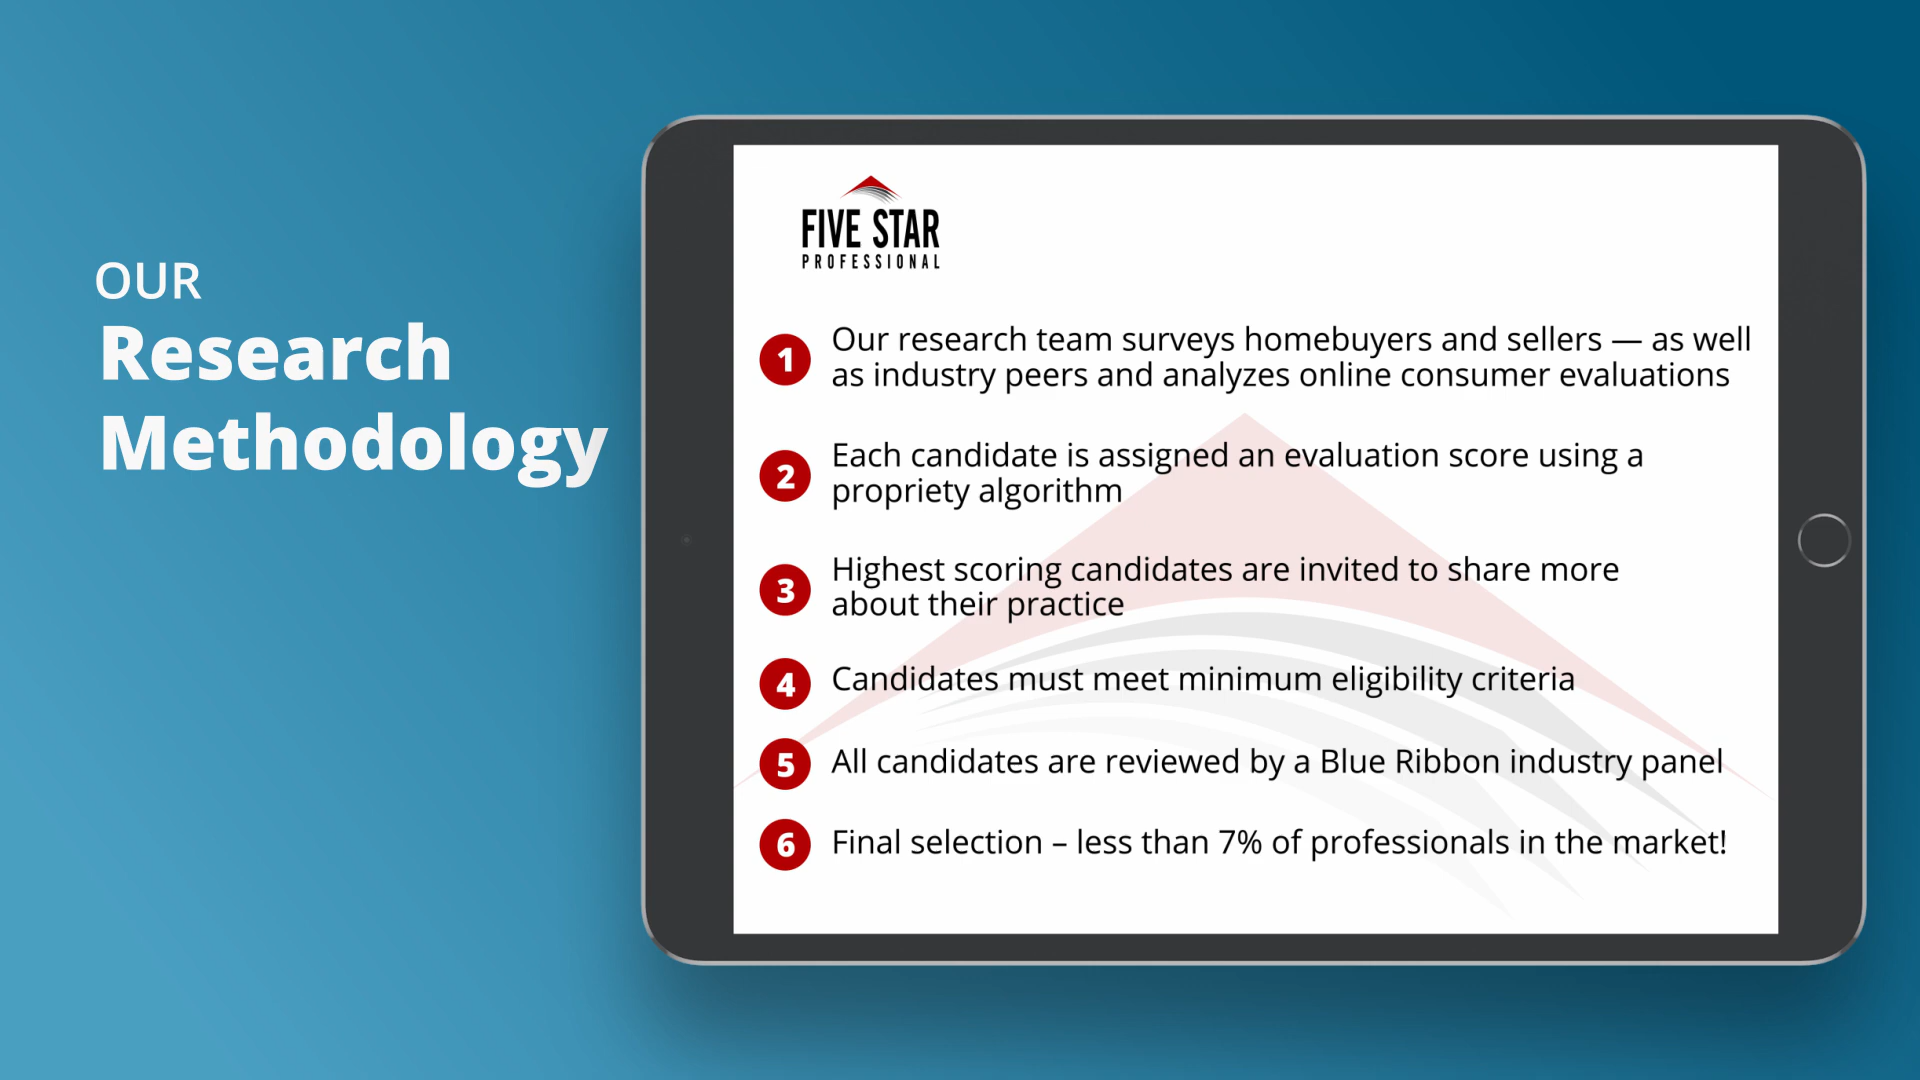 OUR
Research
Methodology
FIVE STAR
PROFESSIONAL
1 Our research team surveys homebuyers and sellers — as well
as industry peers and analyzes online consumer evaluations
2 Each candidate is assigned an evaluation score using a
propriety algorithm
3 Highest scoring candidates are invited to share more
about their practice
4 Candidates must meet minimum eligibility criteria
5 All candidates are reviewed by a Blue Ribbon industry panel
6 Final selection – less than 7% of professionals in the market!